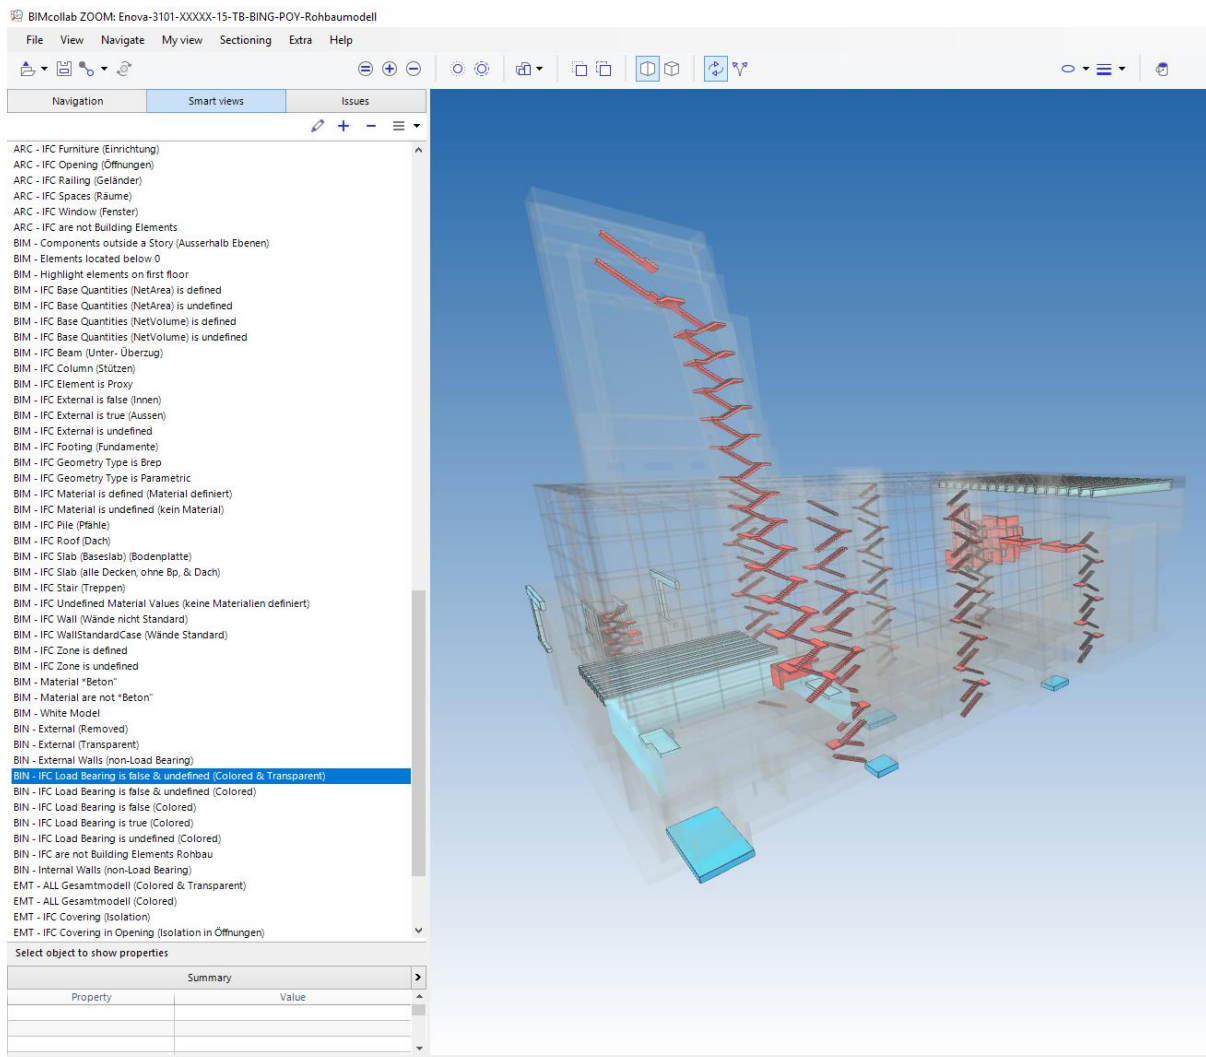 BIMcollab ZOOM: Enova-3101-XXXXX-15-TB-BING-POY-Rohbaumodell
File View Navigate My view Sectioning Extra Help
Navigation Smart views Issues
ARC - IFC Furniture (Einrichtung)
ARC - IFC Opening (Öffnungen)
ARC - IFC Railing (Geländer)
ARC - IFC Spaces (Räume)
ARC - IFC Window (Fenster)
ARC - IFC are not Building Elements
BIM - Components outside a Story (Ausserhalb Ebenen)
BIM - Elements located below 0
BIM - Highlight elements on first floor
BIM - IFC Base Quantities (NetArea) is defined
BIM - IFC Base Quantities (NetArea) is undefined
BIM - IFC Base Quantities (NetVolume) is defined
BIM - IFC Base Quantities (NetVolume) is undefined
BIM - IFC Beam (Unter- Überzug)
BIM - IFC Column (Stützen)
BIM - IFC Element is Proxy
BIM - IFC External is false (Innen)
BIM - IFC External is true (Aussen)
BIM - IFC External is undefined
BIM - IFC Footing (Fundamente)
BIM - IFC Geometry Type is Brep
BIM - IFC Geometry Type is Parametric
BIM - IFC Material is defined (Material definiert)
BIM - IFC Material is undefined (kein Material)
BIM - IFC Pile (Pfähle)
BIM - IFC Roof (Dach)
BIM - IFC Slab (Baseslab) (Bodenplatte)
BIM - IFC Slab (alle Decken, ohne Bp, & Dach)
BIM - IFC Stair (Treppen)
BIM - IFC Undefined Material Values (keine Materialien definiert)
BIM - IFC Wall (Wände nicht Standard)
BIM - IFC WallStandardCase (Wände Standard)
BIM - IFC Zone is defined
BIM - IFC Zone is undefined
BIM - Material *Beton"
BIM - Material are not *Beton"
BIM - White Model
BIN - External (Removed)
BIN - External (Transparent)
BIN - External Walls (non-Load Bearing)
BIN - IFC Load Bearing is false & undefined (Colored & Transparent)
BIN - IFC Load Bearing is false & undefined (Colored)
BIN - IFC Load Bearing is false (Colored)
BIN - IFC Load Bearing is true (Colored)
BIN - IFC Load Bearing is undefined (Colored)
BIN - IFC are not Building Elements Rohbau
BIN - Internal Walls (non-Load Bearing)
EMT - ALL Gesamtmodell (Colored & Transparent)
EMT - ALL Gesamtmodell (Colored)
EMT - IFC Covering (Isolation)
EMT - IFC Covering in Opening (Isolation in Öffnungen)
Select object to show properties
Summary
Property Value